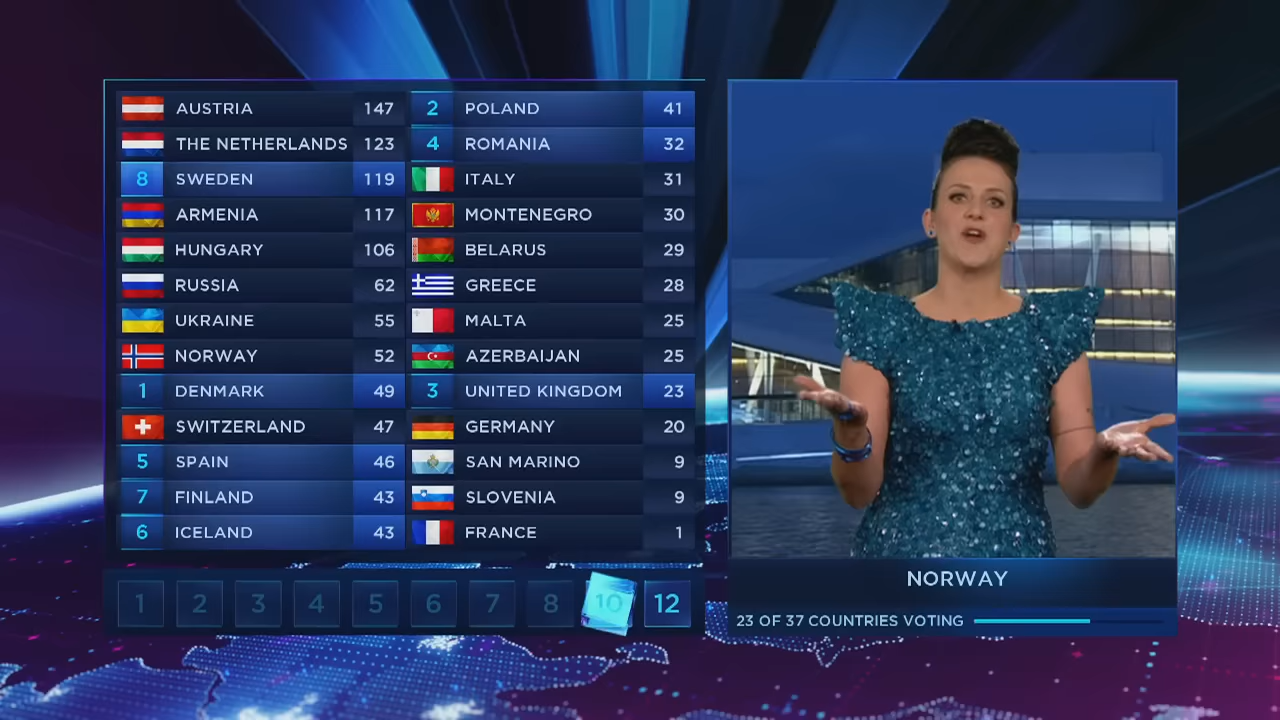 AUSTRIA 147
THE NETHERLANDS 123
8 SWEDEN 119
ARMENIA 117
HUNGARY 106
RUSSIA 62
UKRAINE 55
NORWAY 52
1 DENMARK 49
SWITZERLAND 47
5 SPAIN 46
7 FINLAND 43
6 ICELAND 43
2 POLAND 41
4 ROMANIA 32
ITALY 31
MONTENEGRO 30
BELARUS 29
GREECE 28
MALTA 25
AZERBAIJAN 25
3 UNITED KINGDOM 23
GERMANY 20
SAN MARINO 9
SLOVENIA 9
FRANCE 1
1 2 3 4 5 6 7 8 10 12
NORWAY
23 OF 37 COUNTRIES VOTING